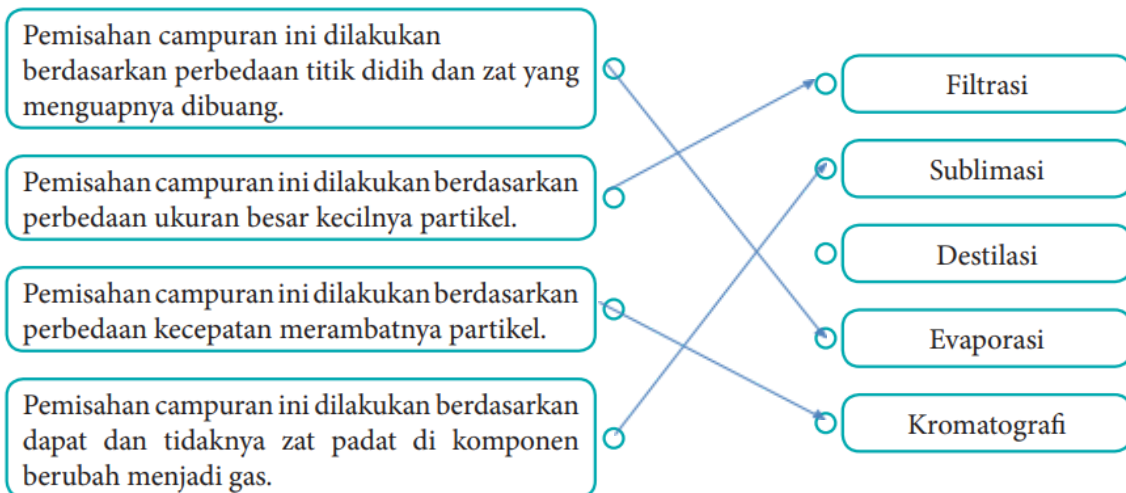 Pemisahan campuran ini dilakukan
berdasarkan perbedaan titik didih dan zat yang
menguapnya dibuang.
Pemisahan campuran ini dilakukan berdasarkan
perbedaan ukuran besar kecilnya partikel.
Pemisahan campuran ini dilakukan berdasarkan
perbedaan kecepatan merambatnya partikel.
Pemisahan campuran ini dilakukan berdasarkan
dapat dan tidaknya zat padat di komponen
berubah menjadi gas.
Filtrasi
Sublimasi
Destilasi
Evaporasi
Kromatografi